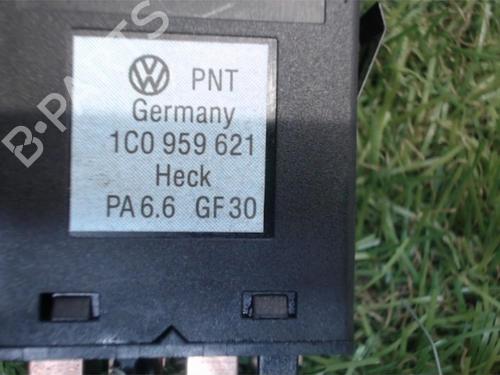 PNT
Germany
1C0 959 621
Heck
PA 6.6 GF 30
B-PARTS